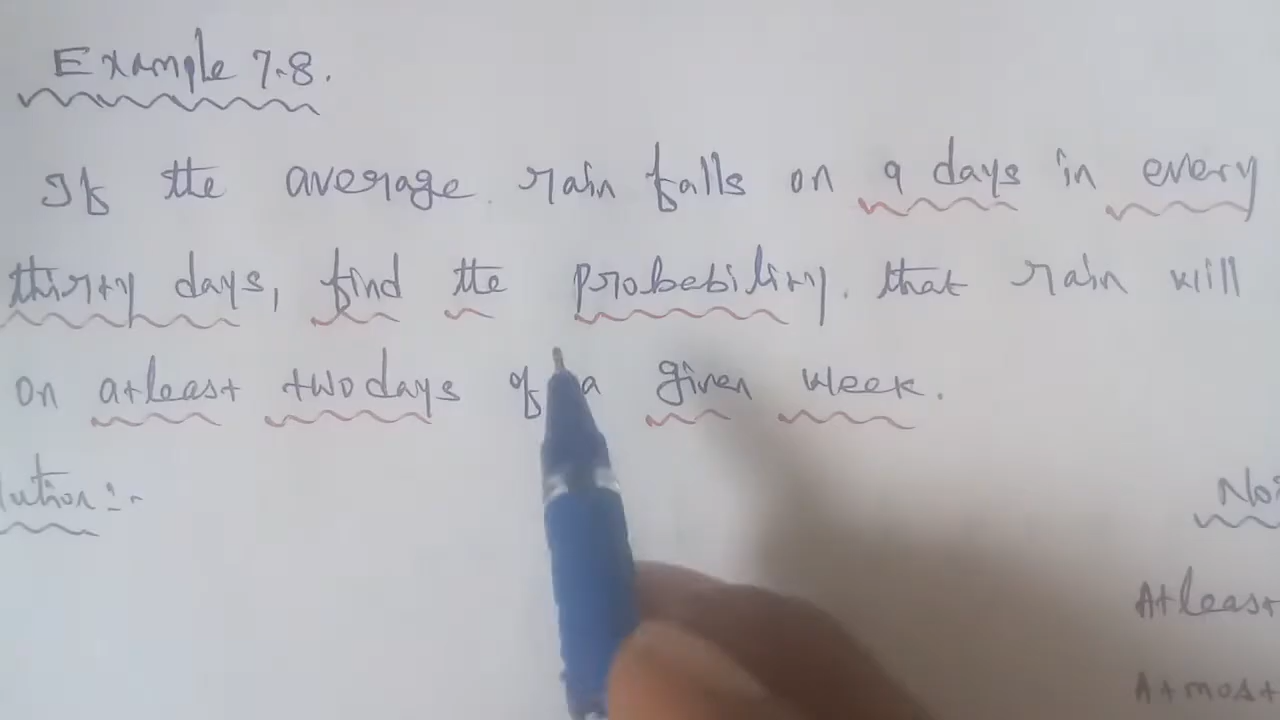 Example 7.8.
If the average rain falls on 9 days in every
thirty days, find the probebility. that rain will
on atleast two days of a given week.
lution:-
No
Atleast
Atmost